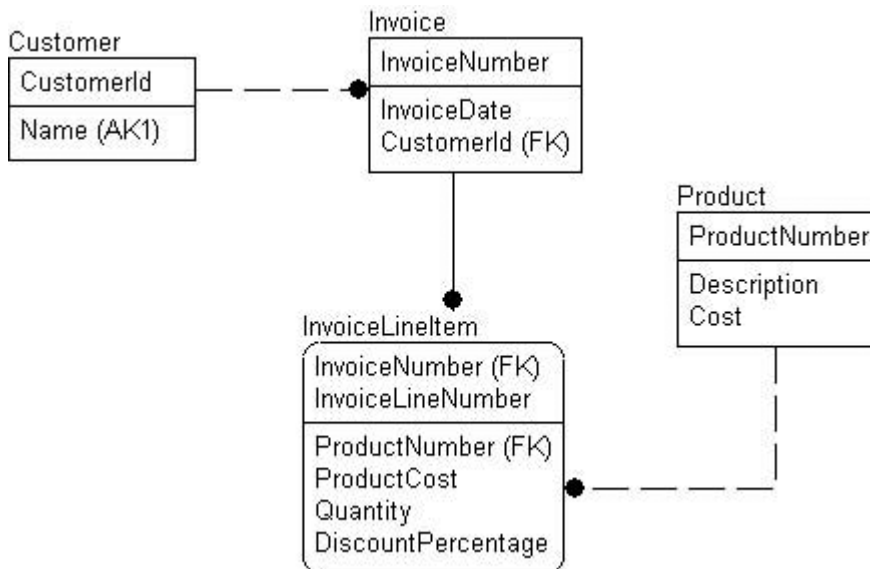 Customer
CustomerId
Name (AK1)
Invoice
InvoiceNumber
InvoiceDate
CustomerId (FK)
Product
ProductNumber
Description
Cost
InvoiceLineItem
InvoiceNumber (FK)
InvoiceLineNumber
ProductNumber (FK)
ProductCost
Quantity
DiscountPercentage